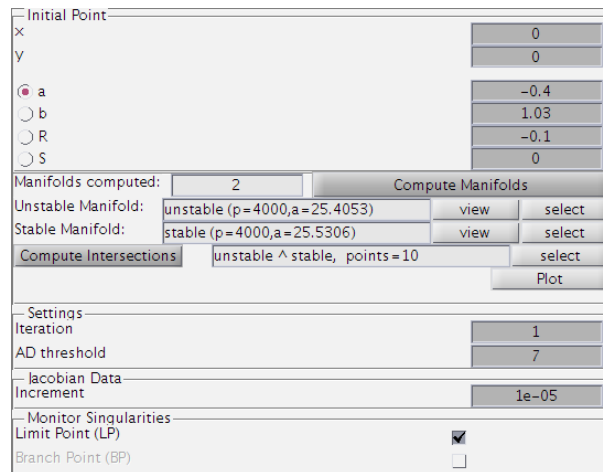 Initial Point
x 0
y 0
a -0.4
b 1.03
R -0.1
S 0
Manifolds computed: 2 Compute Manifolds
Unstable Manifold: unstable (p=4000,a=25.4053) view select
Stable Manifold: stable (p=4000,a=25.5306) view select
Compute Intersections unstable ^ stable, points=10 select
Plot
Settings
Iteration 1
AD threshold 7
Jacobian Data
Increment 1e-05
Monitor Singularities
Limit Point (LP)
Branch Point (BP)